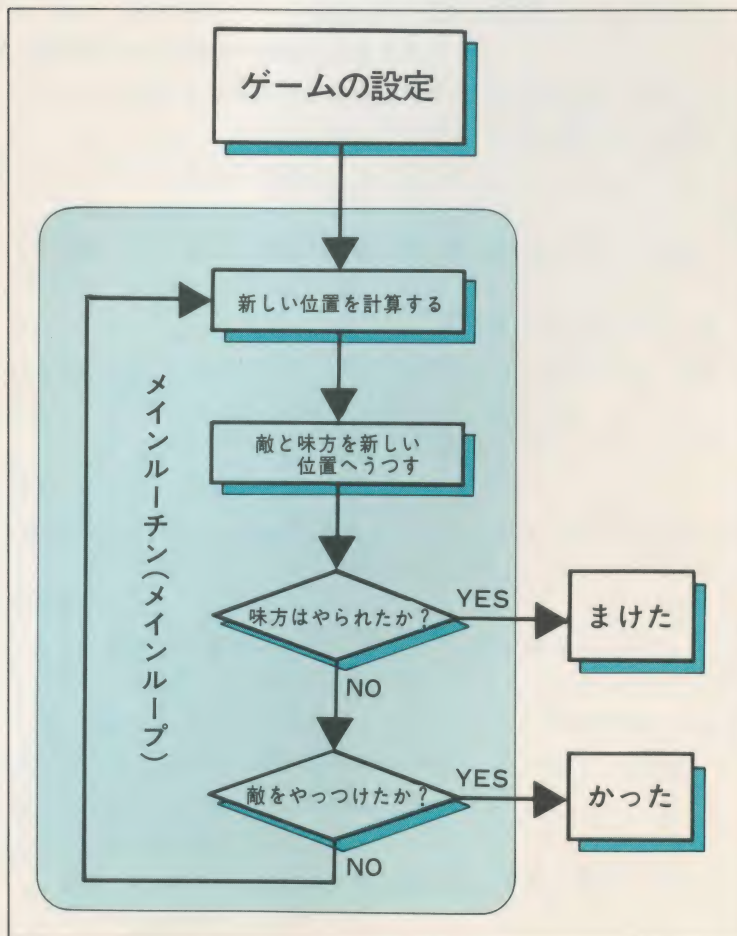 ゲームの設定
新しい位置を計算する
敵と味方を新しい
位置へうつす
メインルーチン(メインループ)
味方はやられたか?
YES
まけた
NO
敵をやっつけたか?
YES
かった
NO